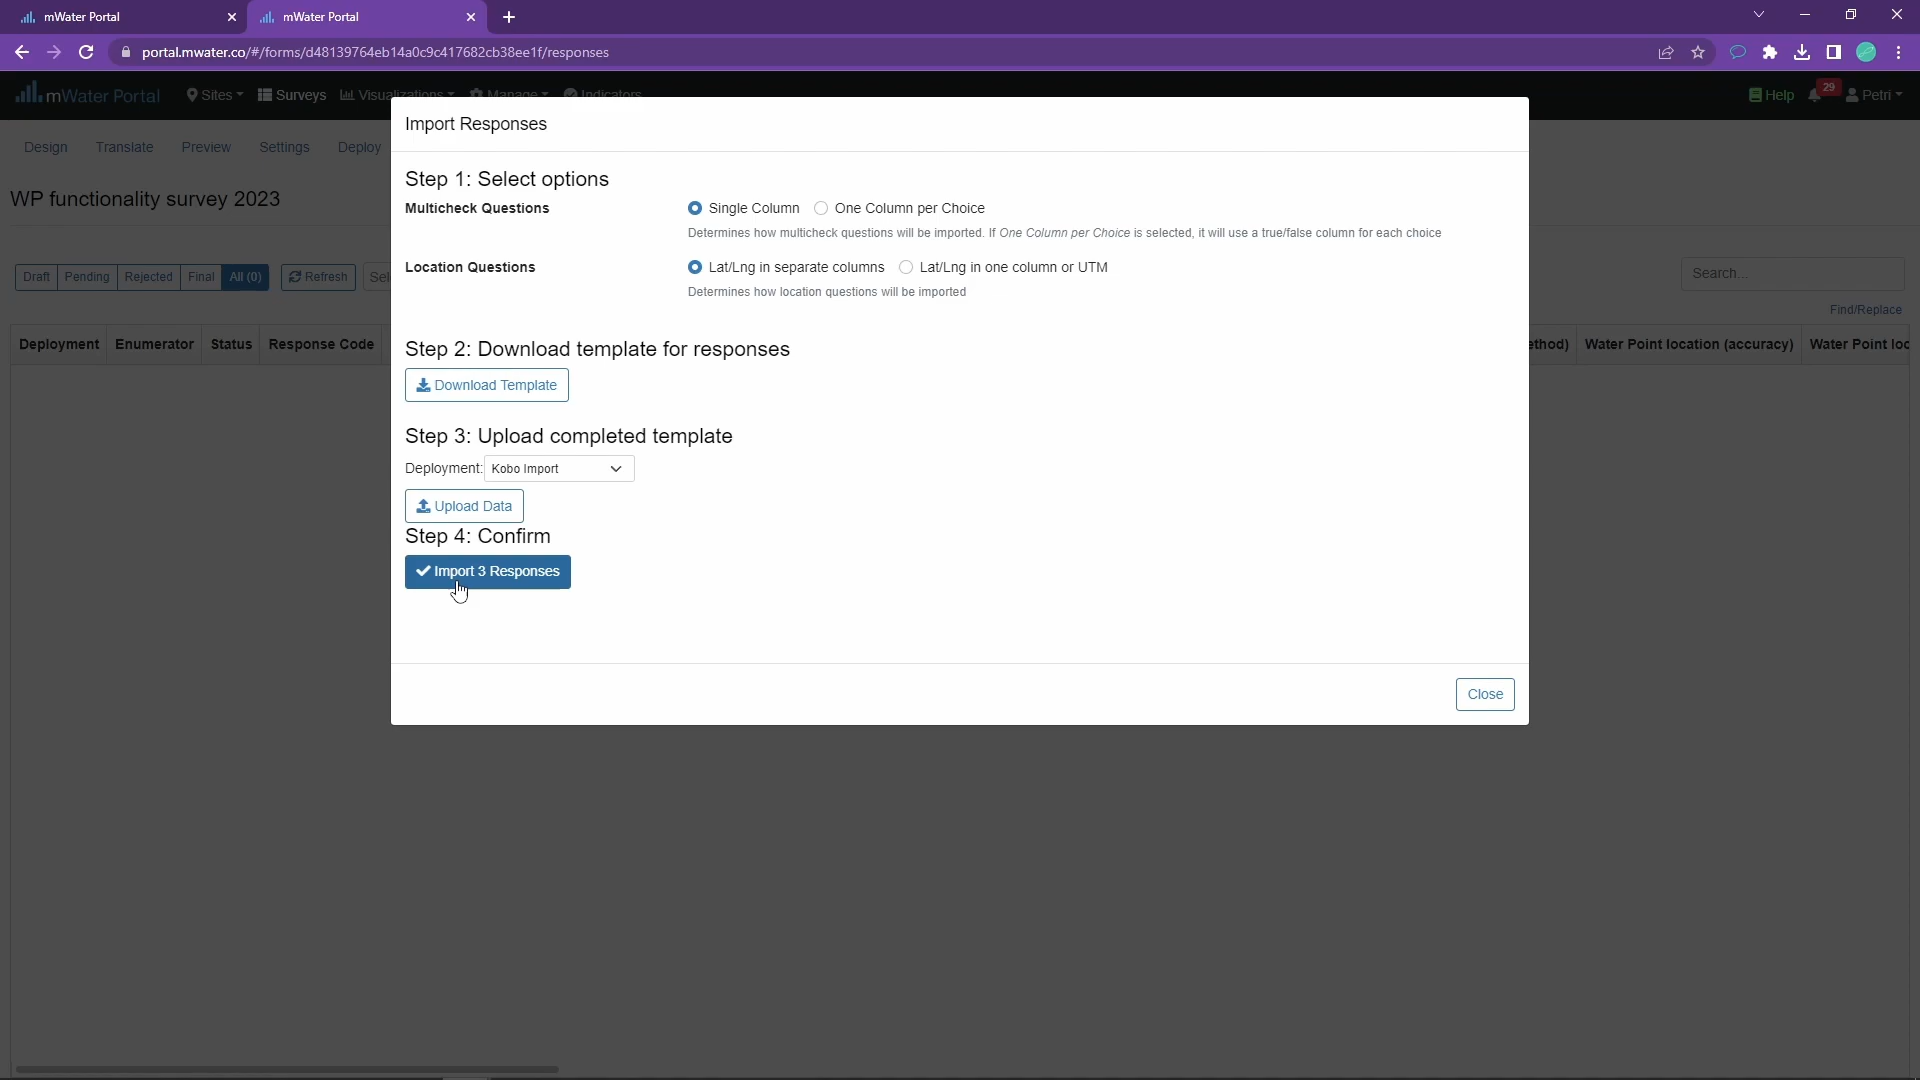 mWater Portal
mWater Portal
portal.mwater.co/#/forms/d48139764eb14a0c9c417682cb38ee1f/responses
mWater Portal Sites Surveys Visualizations Manage Indicators Help 29 Petri
Import Responses
Design Translate Preview Settings Deploy
Step 1: Select options
WP functionality survey 2023
Multicheck Questions Single Column One Column per Choice
Determines how multicheck questions will be imported. If One Column per Choice is selected, it will use a true/false column for each choice
Location Questions Lat/Lng in separate columns Lat/Lng in one column or UTM
Draft Pending Rejected Final All (0) Refresh Sel Search...
Determines how location questions will be imported
Find/Replace
Deployment Enumerator Status Response Code ethod) Water Point location (accuracy) Water Point loc
Step 2: Download template for responses
Download Template
Step 3: Upload completed template
Deployment: Kobo Import
Upload Data
Step 4: Confirm
Import 3 Responses
Close